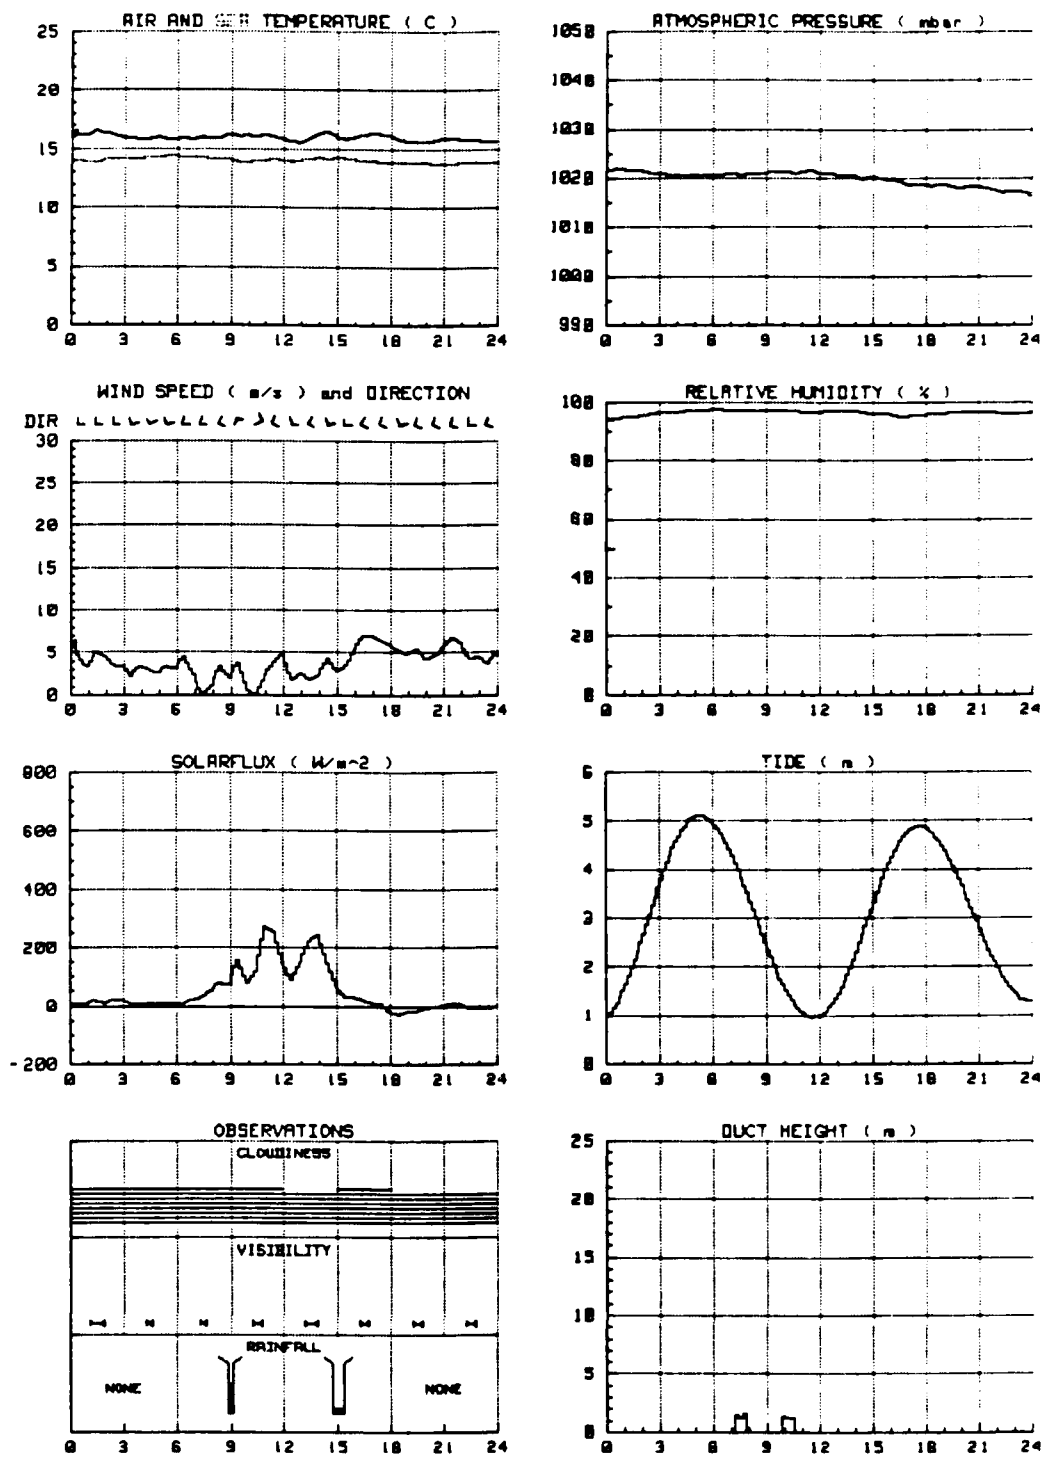 AIR AND SEA TEMPERATURE ( C )
25
20
15
10
5
0
0 3 6 9 12 15 18 21 24
ATMOSPHERIC PRESSURE ( mbar )
1050
1040
1030
1020
1010
1000
990
0 3 6 9 12 15 18 21 24
WIND SPEED ( m/s ) and DIRECTION
DIR
30
25
20
15
10
5
0
0 3 6 9 12 15 18 21 24
RELATIVE HUMIDITY ( % )
100
80
60
40
20
0
0 3 6 9 12 15 18 21 24
SOLARFLUX ( W/m^2 )
800
600
400
200
0
-200
0 3 6 9 12 15 18 21 24
TIDE ( m )
6
5
4
3
2
1
0
0 3 6 9 12 15 18 21 24
OBSERVATIONS
CLOUDINESS
VISIBILITY
RAINFALL
NONE NONE
0 3 6 9 12 15 18 21 24
DUCT HEIGHT ( m )
25
20
15
10
5
0
0 3 6 9 12 15 18 21 24